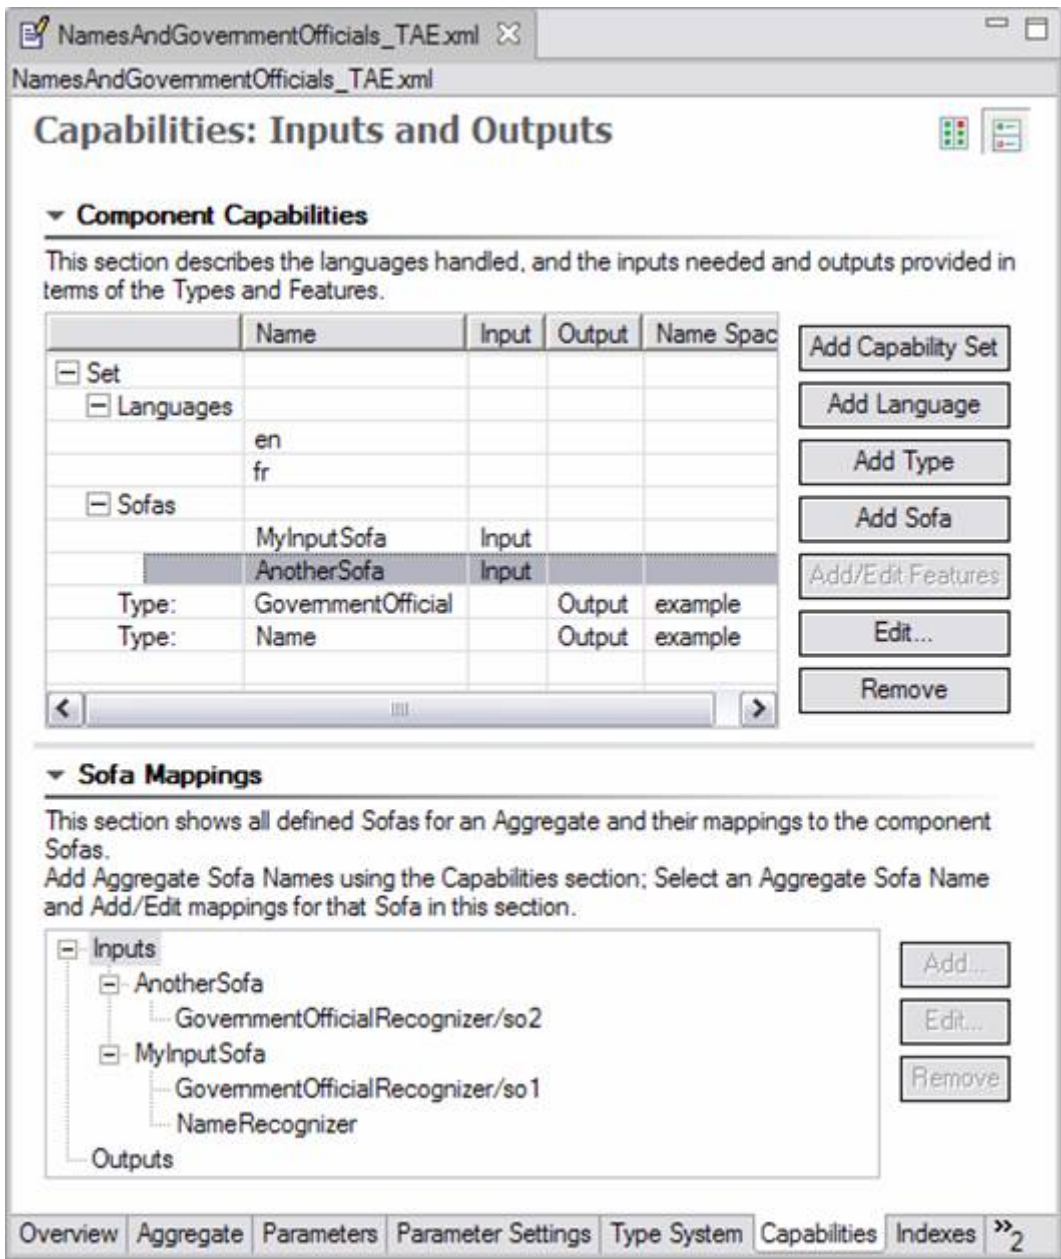 NamesAndGovernmentOfficials_TAE.xml
NamesAndGovernmentOfficials_TAE.xml
Capabilities: Inputs and Outputs
Component Capabilities
This section describes the languages handled, and the inputs needed and outputs provided in
terms of the Types and Features.
Name Input Output Name Spac
Set
Languages
en
fr
Sofas
MyInputSofa Input
AnotherSofa Input
Type: GovernmentOfficial Output example
Type: Name Output example
Add Capability Set
Add Language
Add Type
Add Sofa
Add/Edit Features
Edit...
Remove
Sofa Mappings
This section shows all defined Sofas for an Aggregate and their mappings to the component
Sofas.
Add Aggregate Sofa Names using the Capabilities section; Select an Aggregate Sofa Name
and Add/Edit mappings for that Sofa in this section.
Inputs
AnotherSofa
GovernmentOfficialRecognizer/so2
MyInputSofa
GovernmentOfficialRecognizer/so1
NameRecognizer
Outputs
Add...
Edit...
Remove
Overview Aggregate Parameters Parameter Settings Type System Capabilities Indexes »2